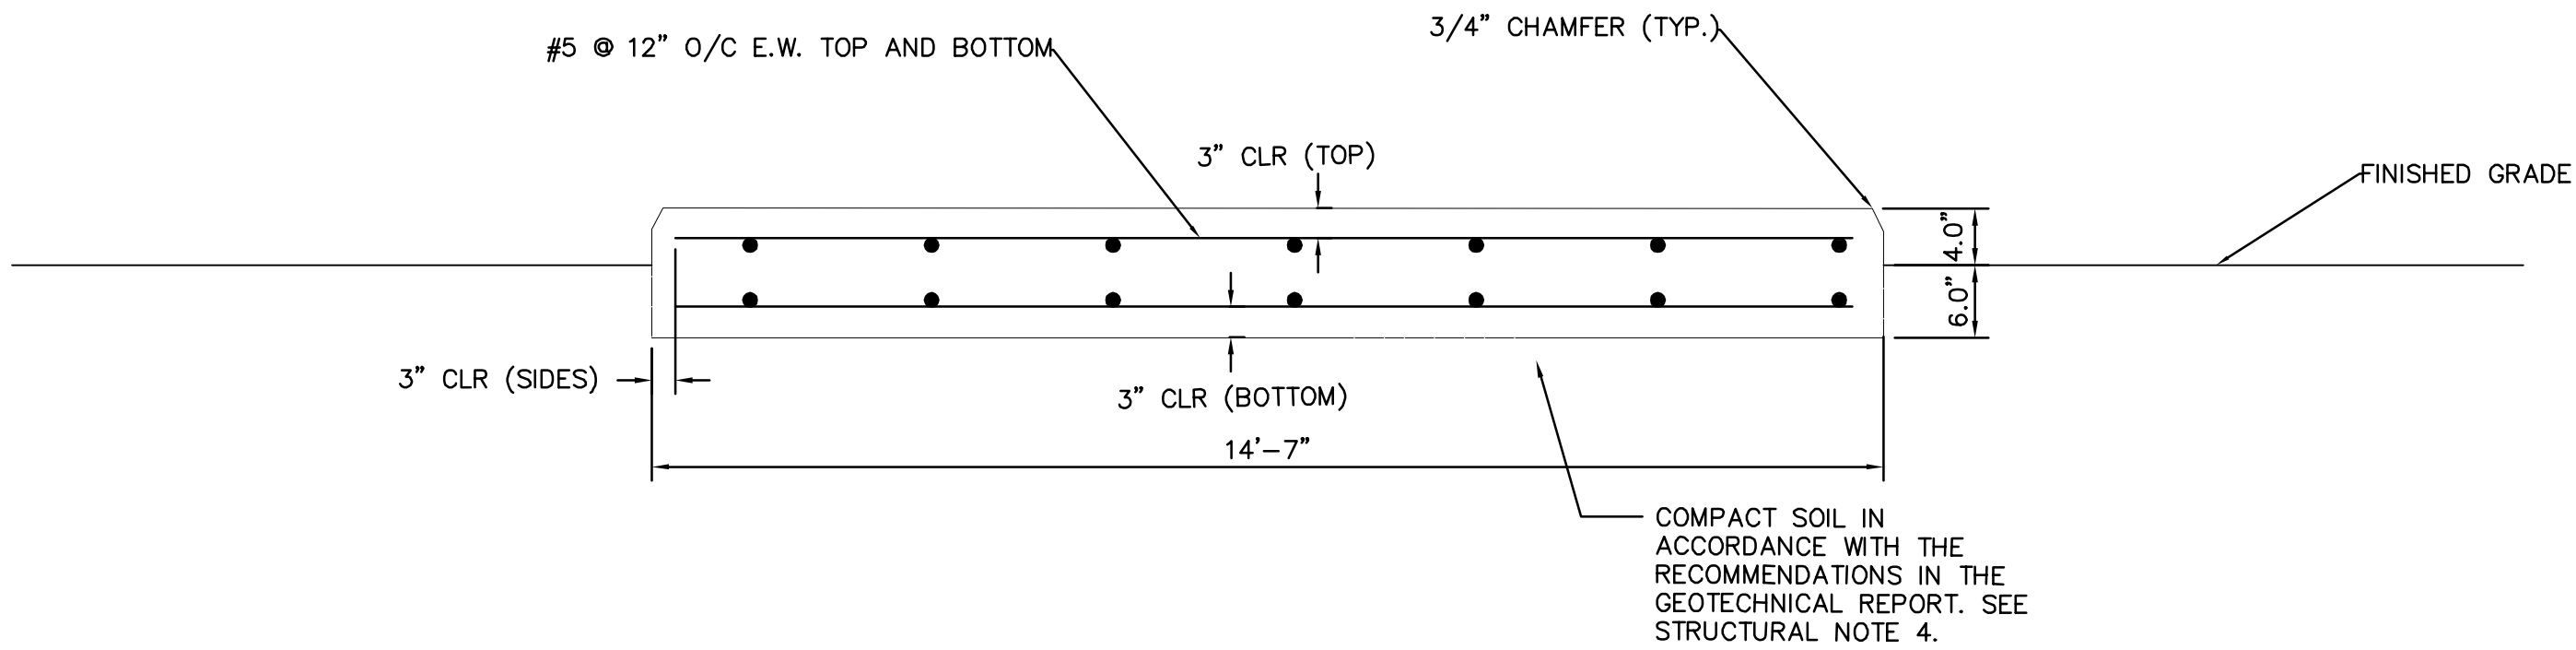 3/4” CHAMFER (TYP.)
#5 @ 12” O/C E.W. TOP AND BOTTOM
3” CLR (TOP)
FINISHED GRADE
4.0”
6.0”
3” CLR (SIDES)
3” CLR (BOTTOM)
14’-7”
COMPACT SOIL IN
ACCORDANCE WITH THE
RECOMMENDATIONS IN THE
GEOTECHNICAL REPORT. SEE
STRUCTURAL NOTE 4.